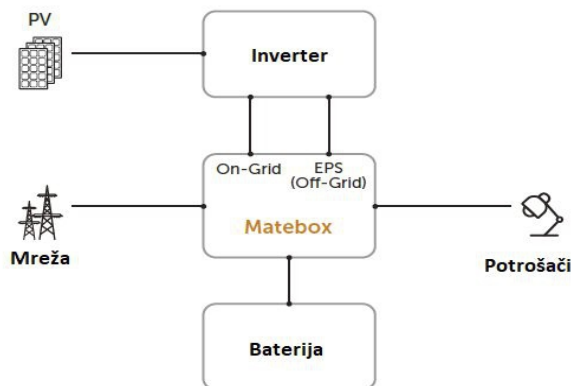 PV
Inverter
On-Grid
EPS
(Off-Grid)
Matebox
Mreža
Potrošači
Baterija